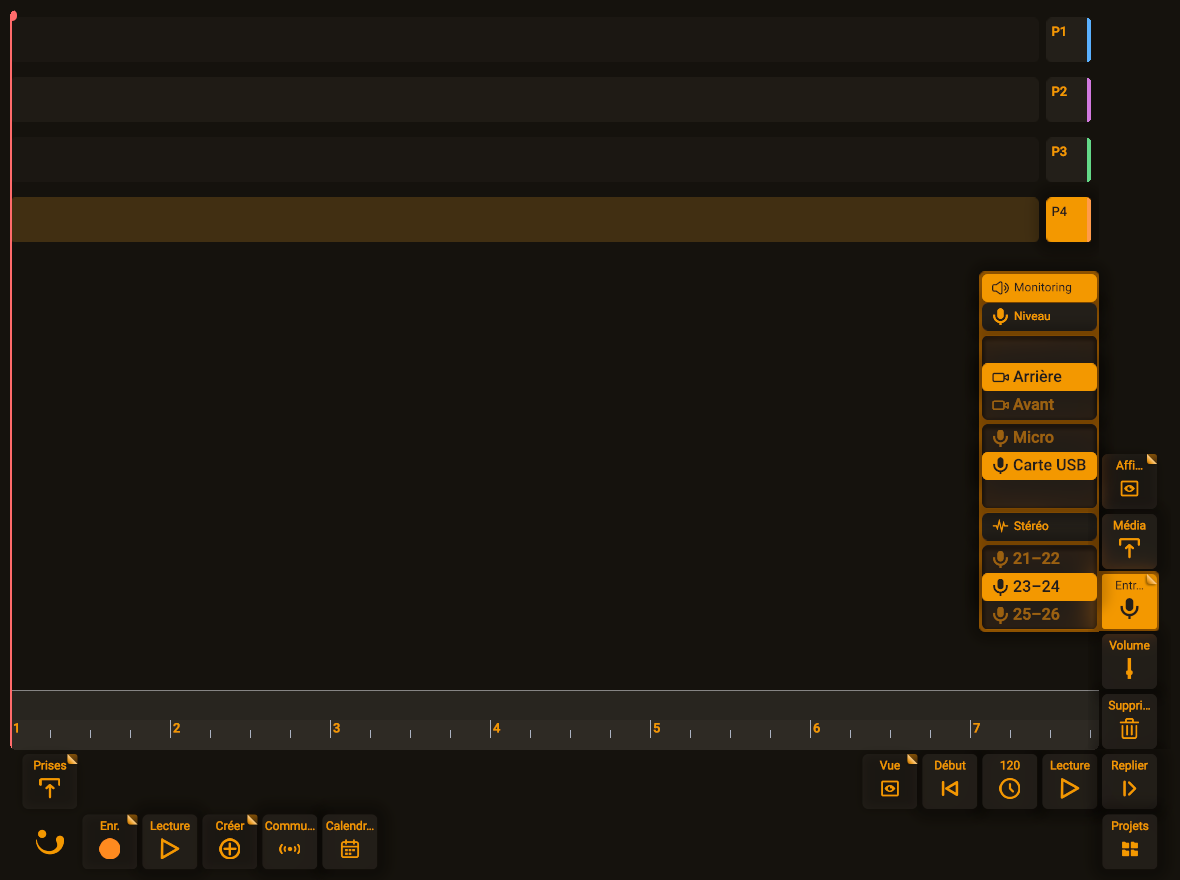 P1
P2
P3
P4
Monitoring
Niveau
Arrière
Avant
Micro
Carte USB
Stéréo
21–22
23–24
25–26
Affi...
Média
Entr...
Volume
Suppri...
1 2 3 4 5 6 7
Prises
Vue
Début
120
Lecture
Replier
Enr.
Lecture
Créer
Commu...
Calendr...
Projets